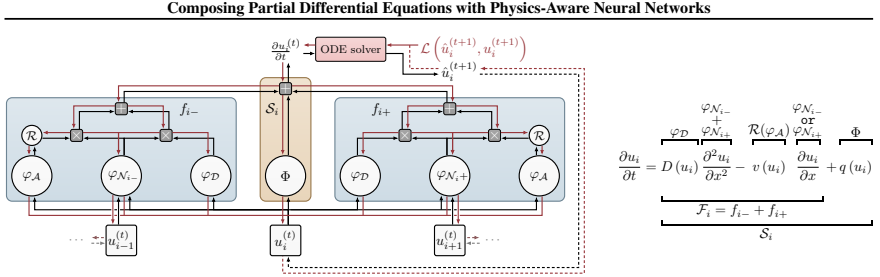 Composing Partial Differential Equations with Physics-Aware Neural Networks
∂u_i^{(t)}/∂t
ODE solver
ℒ(û_i^{(t+1)}, u_i^{(t+1)})
û_i^{(t+1)}
+
f_{i−}
S_i
f_{i+}
+
+
R
×
×
×
×
R
φ_A
φ_{N_{i−}}
φ_D
Φ
φ_D
φ_{N_{i+}}
φ_A
··· u_{i−1}^{(t)}
u_i^{(t)}
u_{i+1}^{(t)} ···
φ_D
φ_{N_{i−}} + φ_{N_{i+}}
R(φ_A)
φ_{N_{i−}} or φ_{N_{i+}}
Φ
∂u_i/∂t = D(u_i) ∂²u_i/∂x² − v(u_i) ∂u_i/∂x + q(u_i)
F_i = f_{i−} + f_{i+}
S_i